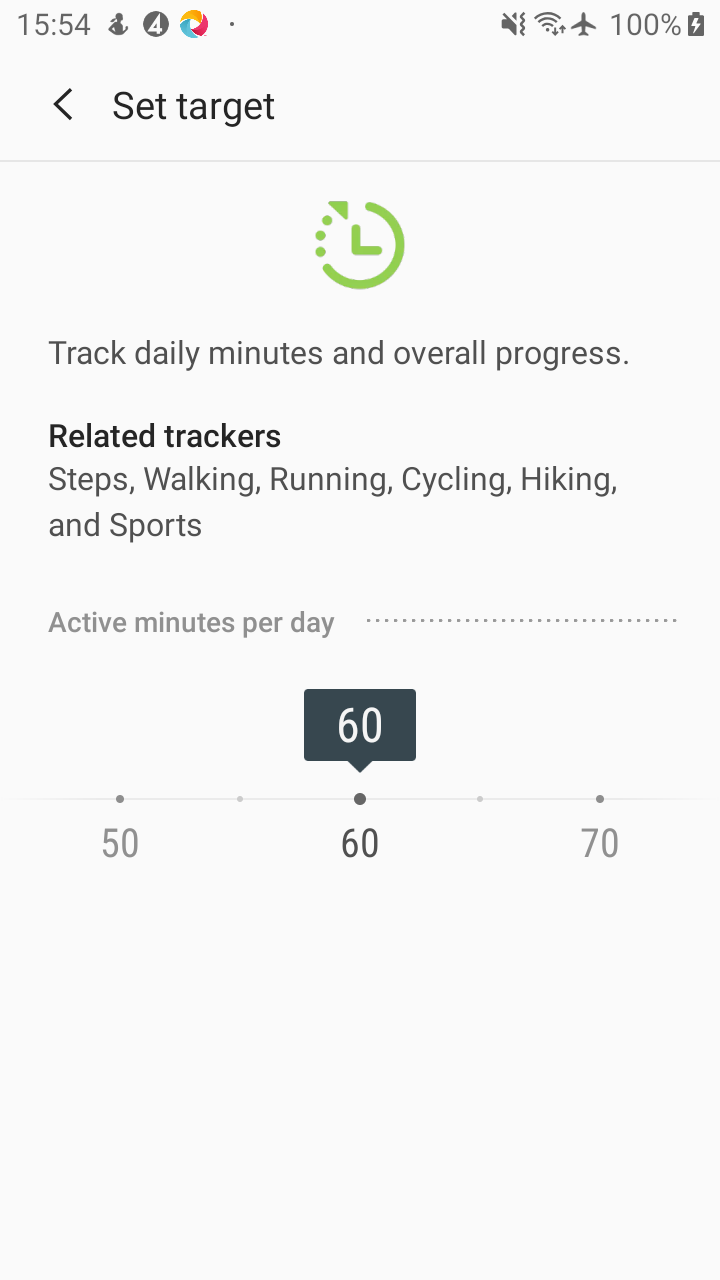 15:54
100%
Set target
Track daily minutes and overall progress.
Related trackers
Steps, Walking, Running, Cycling, Hiking,
and Sports
Active minutes per day
60
50 60 70